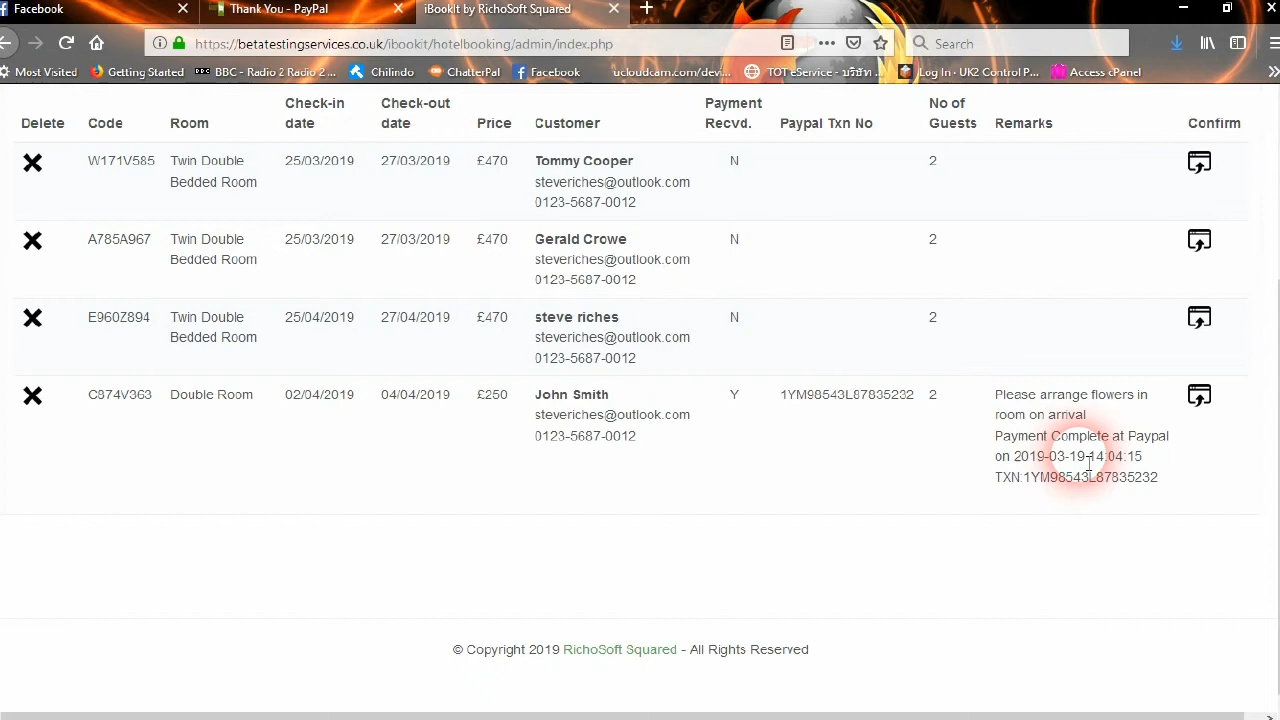 Facebook
Thank You - PayPal
iBookIt by RichoSoft Squared
https://betatestingservices.co.uk/ibookit/hotelbooking/admin/index.php
Search
Most Visited
Getting Started
BBC - Radio 2 Radio 2 ...
Chilindo
ChatterPal
Facebook
ucloudcam.com/devi...
TOT eService - บริษัท ...
Log In · UK2 Control P...
Access cPanel
Delete Code Room Check-in date Check-out date Price Customer Payment Recvd. Paypal Txn No No of Guests Remarks Confirm
W171V585 Twin Double 25/03/2019 27/03/2019 £470 Tommy Cooper N 2
Bedded Room steveriches@outlook.com
0123-5687-0012
A785A967 Twin Double 25/03/2019 27/03/2019 £470 Gerald Crowe N 2
Bedded Room steveriches@outlook.com
0123-5687-0012
E960Z894 Twin Double 25/04/2019 27/04/2019 £470 steve riches N 2
Bedded Room steveriches@outlook.com
0123-5687-0012
C874V363 Double Room 02/04/2019 04/04/2019 £250 John Smith Y 1YM98543L87835232 2 Please arrange flowers in
steveriches@outlook.com room on arrival
0123-5687-0012 Payment Complete at Paypal
on 2019-03-19-14:04:15
TXN:1YM98543L87835232
© Copyright 2019 RichoSoft Squared - All Rights Reserved